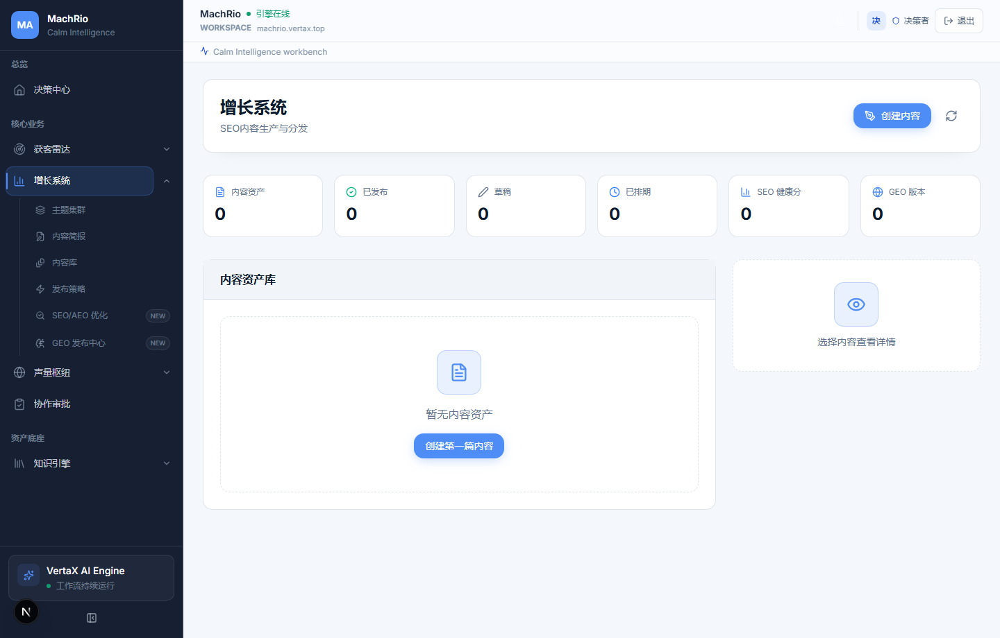 MA
MachRio
Calm Intelligence
总览
决策中心
核心业务
获客雷达
增长系统
主题集群
内容简报
内容库
发布策略
SEO/AEO 优化
NEW
GEO 发布中心
NEW
声量枢纽
协作审批
资产底座
知识引擎
VertaX AI Engine
工作流持续运行
N
MachRio
引擎在线
WORKSPACE machrio.vertax.top
决
决策者
退出
Calm Intelligence workbench
增长系统
SEO内容生产与分发
创建内容
内容资产
0
已发布
0
草稿
0
已排期
0
SEO 健康分
0
GEO 版本
0
内容资产库
暂无内容资产
创建第一篇内容
选择内容查看详情